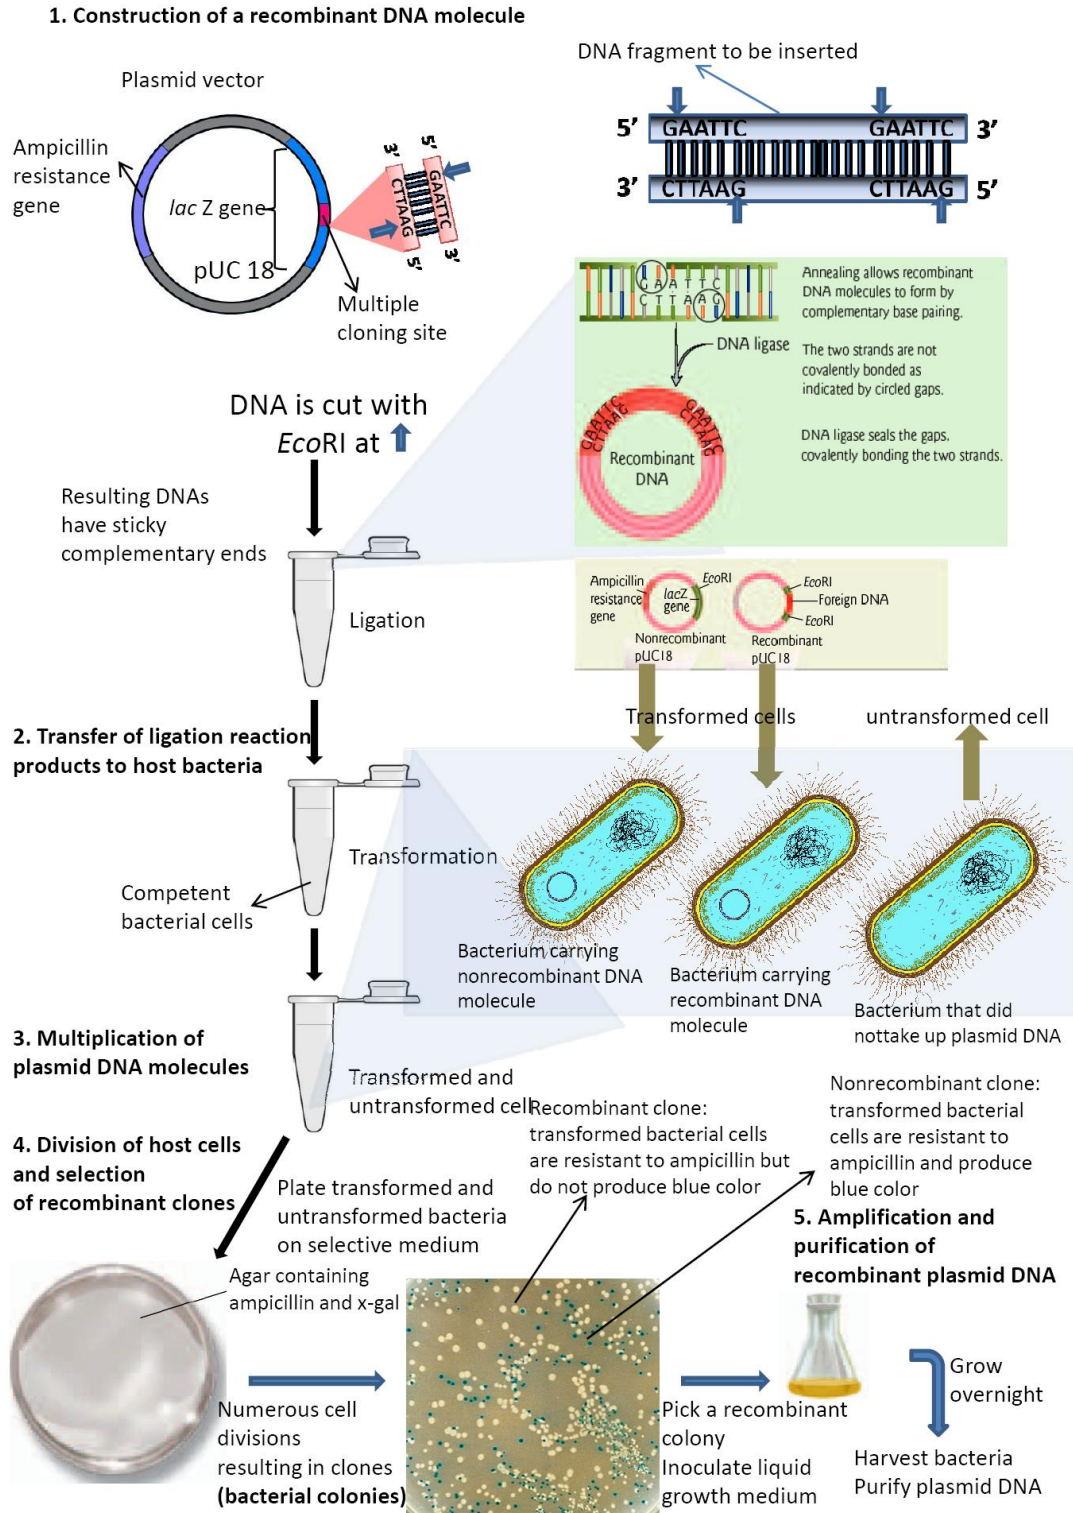 1. Construction of a recombinant DNA molecule
Plasmid vector
Ampicillin
resistance
gene
lac Z gene
pUC 18
3'
5'
CTTAAG
GAATTC
5'
3'
Multiple
cloning site
DNA fragment to be inserted
5'
GAATTC
GAATTC
3'
3'
CTTAAG
CTTAAG
5'
DNA is cut with
EcoRI at
Resulting DNAs
have sticky
complementary ends
Ligation
GAATTC
CTTAAG
Annealing allows recombinant
DNA molecules to form by
complementary base pairing.
DNA ligase
The two strands are not
covalently bonded as
indicated by circled gaps.
GAATTC
CTTAAG
GAATTC
CTTAAG
Recombinant
DNA
DNA ligase seals the gaps,
covalently bonding the two strands.
Ampicillin
resistance
gene
lacZ
gene
EcoRI
Nonrecombinant
pUC18
EcoRI
Foreign DNA
EcoRI
Recombinant
pUC18
2. Transfer of ligation reaction
products to host bacteria
Transformed cells
untransformed cell
Transformation
Competent
bacterial cells
Bacterium carrying
nonrecombinant DNA
molecule
Bacterium carrying
recombinant DNA
molecule
Bacterium that did
nottake up plasmid DNA
3. Multiplication of
plasmid DNA molecules
Transformed and
untransformed cell
4. Division of host cells
and selection
of recombinant clones
Recombinant clone:
transformed bacterial cells
are resistant to ampicillin but
do not produce blue color
Nonrecombinant clone:
transformed bacterial
cells are resistant to
ampicillin and produce
blue color
Plate transformed and
untransformed bacteria
on selective medium
Agar containing
ampicillin and x-gal
5. Amplification and
purification of
recombinant plasmid DNA
Numerous cell
divisions
resulting in clones
(bacterial colonies)
Pick a recombinant
colony
Inoculate liquid
growth medium
Grow
overnight
Harvest bacteria
Purify plasmid DNA